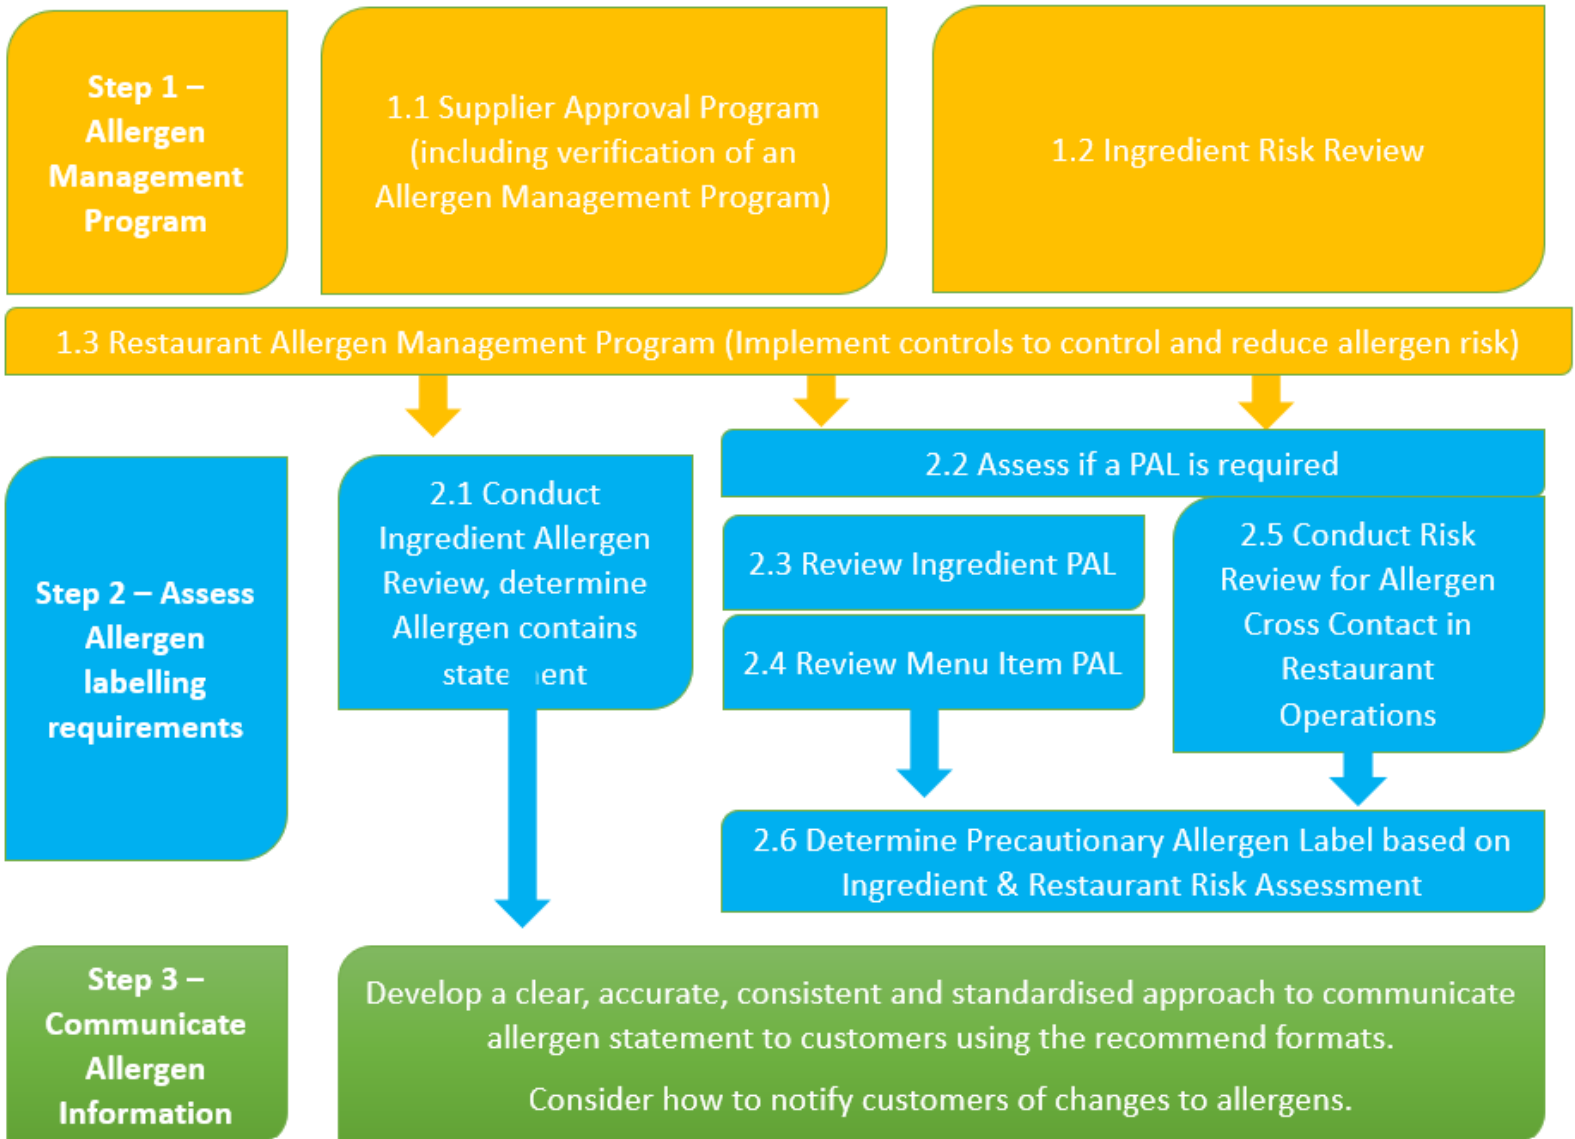 Step 1 –
Allergen
Management
Program
1.1 Supplier Approval Program
(including verification of an
Allergen Management Program)
1.2 Ingredient Risk Review
1.3 Restaurant Allergen Management Program (Implement controls to control and reduce allergen risk)
Step 2 – Assess
Allergen
labelling
requirements
2.1 Conduct
Ingredient Allergen
Review, determine
Allergen contains
2.2 Assess if a PAL is required
2.3 Review Ingredient PAL
2.4 Review Menu Item PAL
2.5 Conduct Risk
Review for Allergen
Cross Contact in
Restaurant
Operations
2.6 Determine Precautionary Allergen Label based on
Ingredient & Restaurant Risk Assessment
Step 3 –
Communicate
Allergen
Information
Develop a clear, accurate, consistent and standardised approach to communicate
allergen statement to customers using the recommend formats.
Consider how to notify customers of changes to allergens.